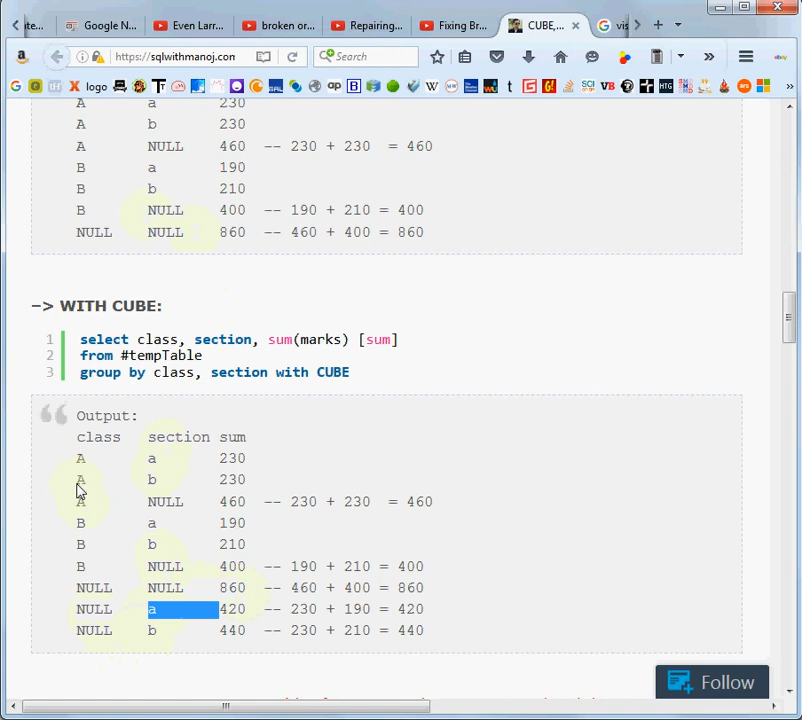 te...
Google N...
Even Larr...
broken or...
Repairing...
Fixing Br...
CUBE,...
vis
https://sqlwithmanoj.com
Search
logo
A a 230
A b 230
A NULL 460 -- 230 + 230 = 460
B a 190
B b 210
B NULL 400 -- 190 + 210 = 400
NULL NULL 860 -- 460 + 400 = 860
–> WITH CUBE:
1 select class, section, sum(marks) [sum]
2 from #tempTable
3 group by class, section with CUBE
Output:
class section sum
A a 230
A b 230
A NULL 460 -- 230 + 230 = 460
B a 190
B b 210
B NULL 400 -- 190 + 210 = 400
NULL NULL 860 -- 460 + 400 = 860
NULL a 420 -- 230 + 190 = 420
NULL b 440 -- 230 + 210 = 440
Follow